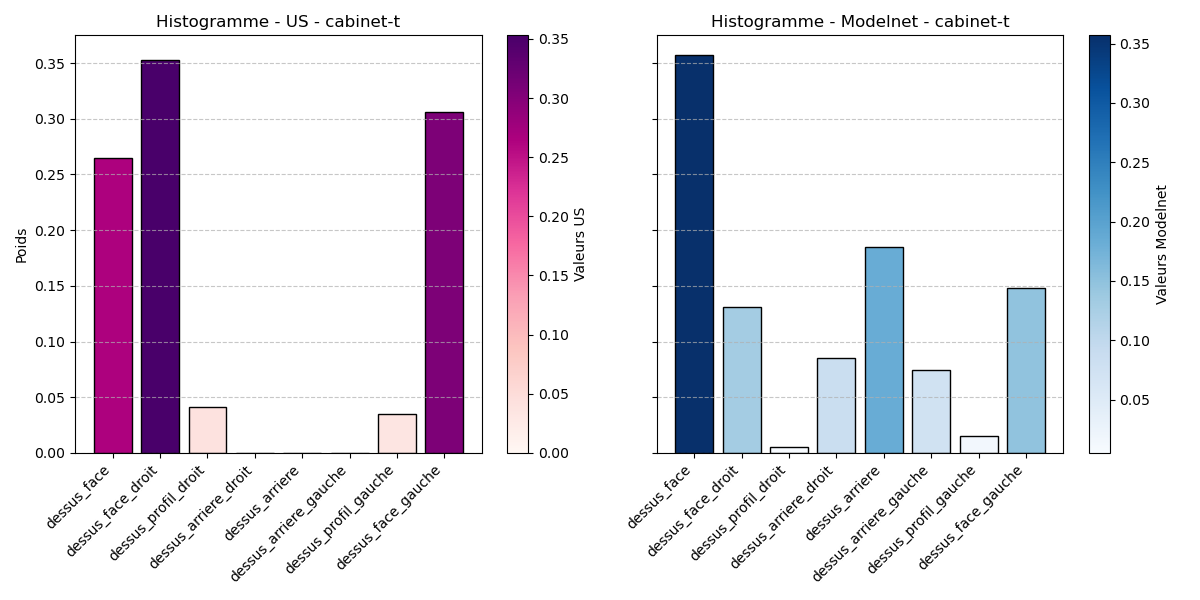 Histogramme - US - cabinet-t
Poids
0.35
0.30
0.25
0.20
0.15
0.10
0.05
0.00
dessus_face
dessus_face_droit
dessus_profil_droit
dessus_arriere_droit
dessus_arriere
dessus_arriere_gauche
dessus_profil_gauche
dessus_face_gauche
0.35
0.30
0.25
0.20
0.15
0.10
0.05
0.00
Valeurs US
Histogramme - Modelnet - cabinet-t
dessus_face
dessus_face_droit
dessus_profil_droit
dessus_arriere_droit
dessus_arriere
dessus_arriere_gauche
dessus_profil_gauche
dessus_face_gauche
0.35
0.30
0.25
0.20
0.15
0.10
0.05
Valeurs Modelnet